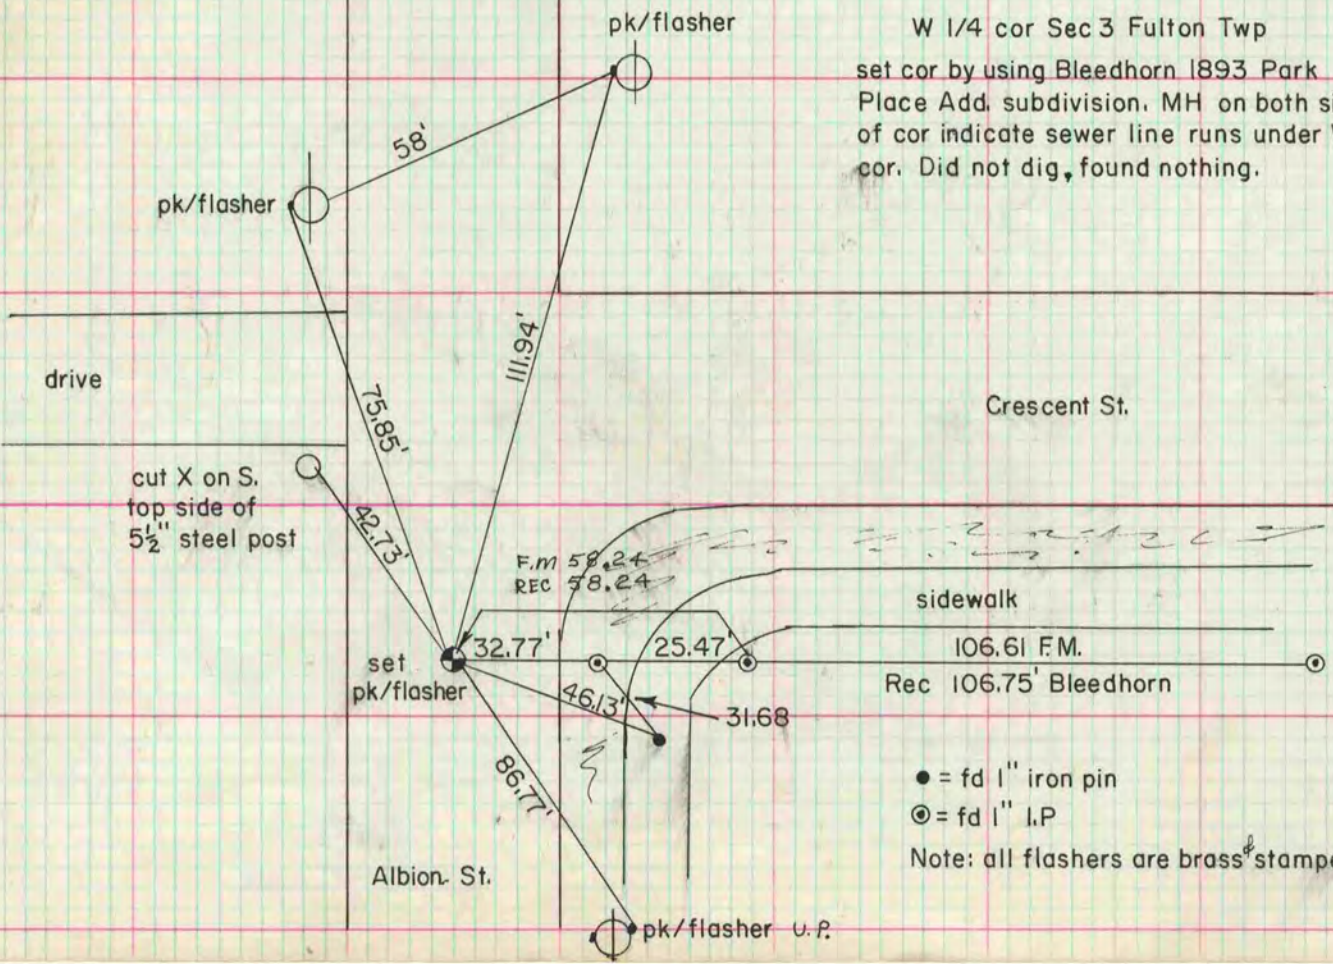 pk/flasher
W 1/4 cor Sec 3 Fulton Twp
set cor by using Bleedhorn 1893 Park
Place Add. subdivision. MH on both
of cor indicate sewer line runs under
cor. Did not dig, found nothing.
58'
pk/flasher
111.94'
drive
75.85'
Crescent St.
cut X on S.
top side of
5½" steel post
42.73'
F.m 58.24
REC 58.24
sidewalk
32.77'
25.47'
106.61 F.M.
set
pk/flasher
Rec 106.75' Bleedhorn
46.13'
31.68
86.77'
● = fd 1" iron pin
◉ = fd 1" I.P
Note: all flashers are brass &
Albion St.
pk/flasher U.P.